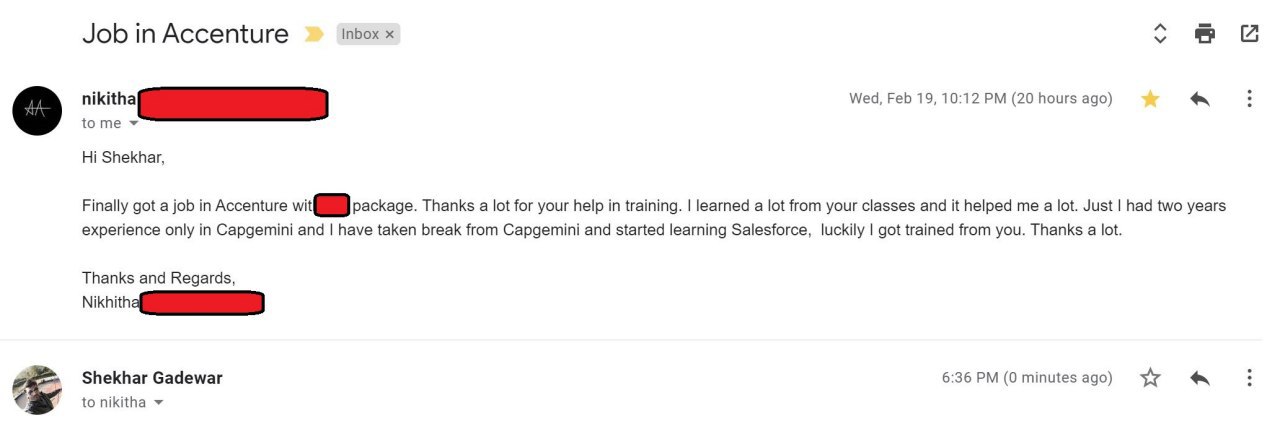 Job in Accenture Inbox ×
nikitha Wed, Feb 19, 10:12 PM (20 hours ago)
to me
Hi Shekhar,
Finally got a job in Accenture wit package. Thanks a lot for your help in training. I learned a lot from your classes and it helped me a lot. Just I had two years
experience only in Capgemini and I have taken break from Capgemini and started learning Salesforce, luckily I got trained from you. Thanks a lot.
Thanks and Regards,
Nikhitha
Shekhar Gadewar 6:36 PM (0 minutes ago)
to nikitha